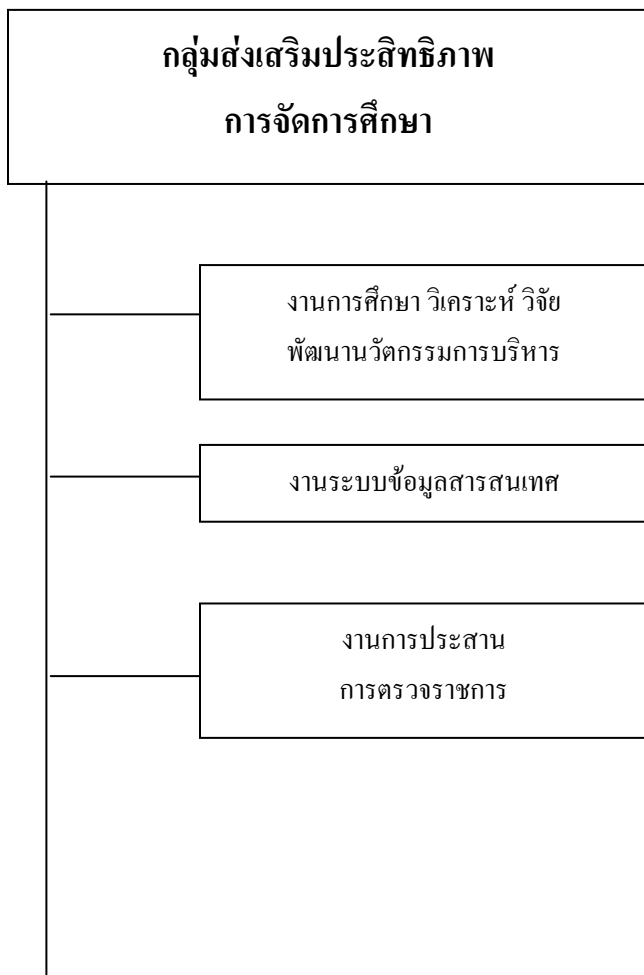 กลุ่มส่งเสริมประสิทธิภาพ
การจัดการศึกษา
งานการศึกษา วิเคราะห์ วิจัย
พัฒนานวัตกรรมการบริหาร
งานระบบข้อมูลสารสนเทศ
งานการประสาน
การตรวจราชการ